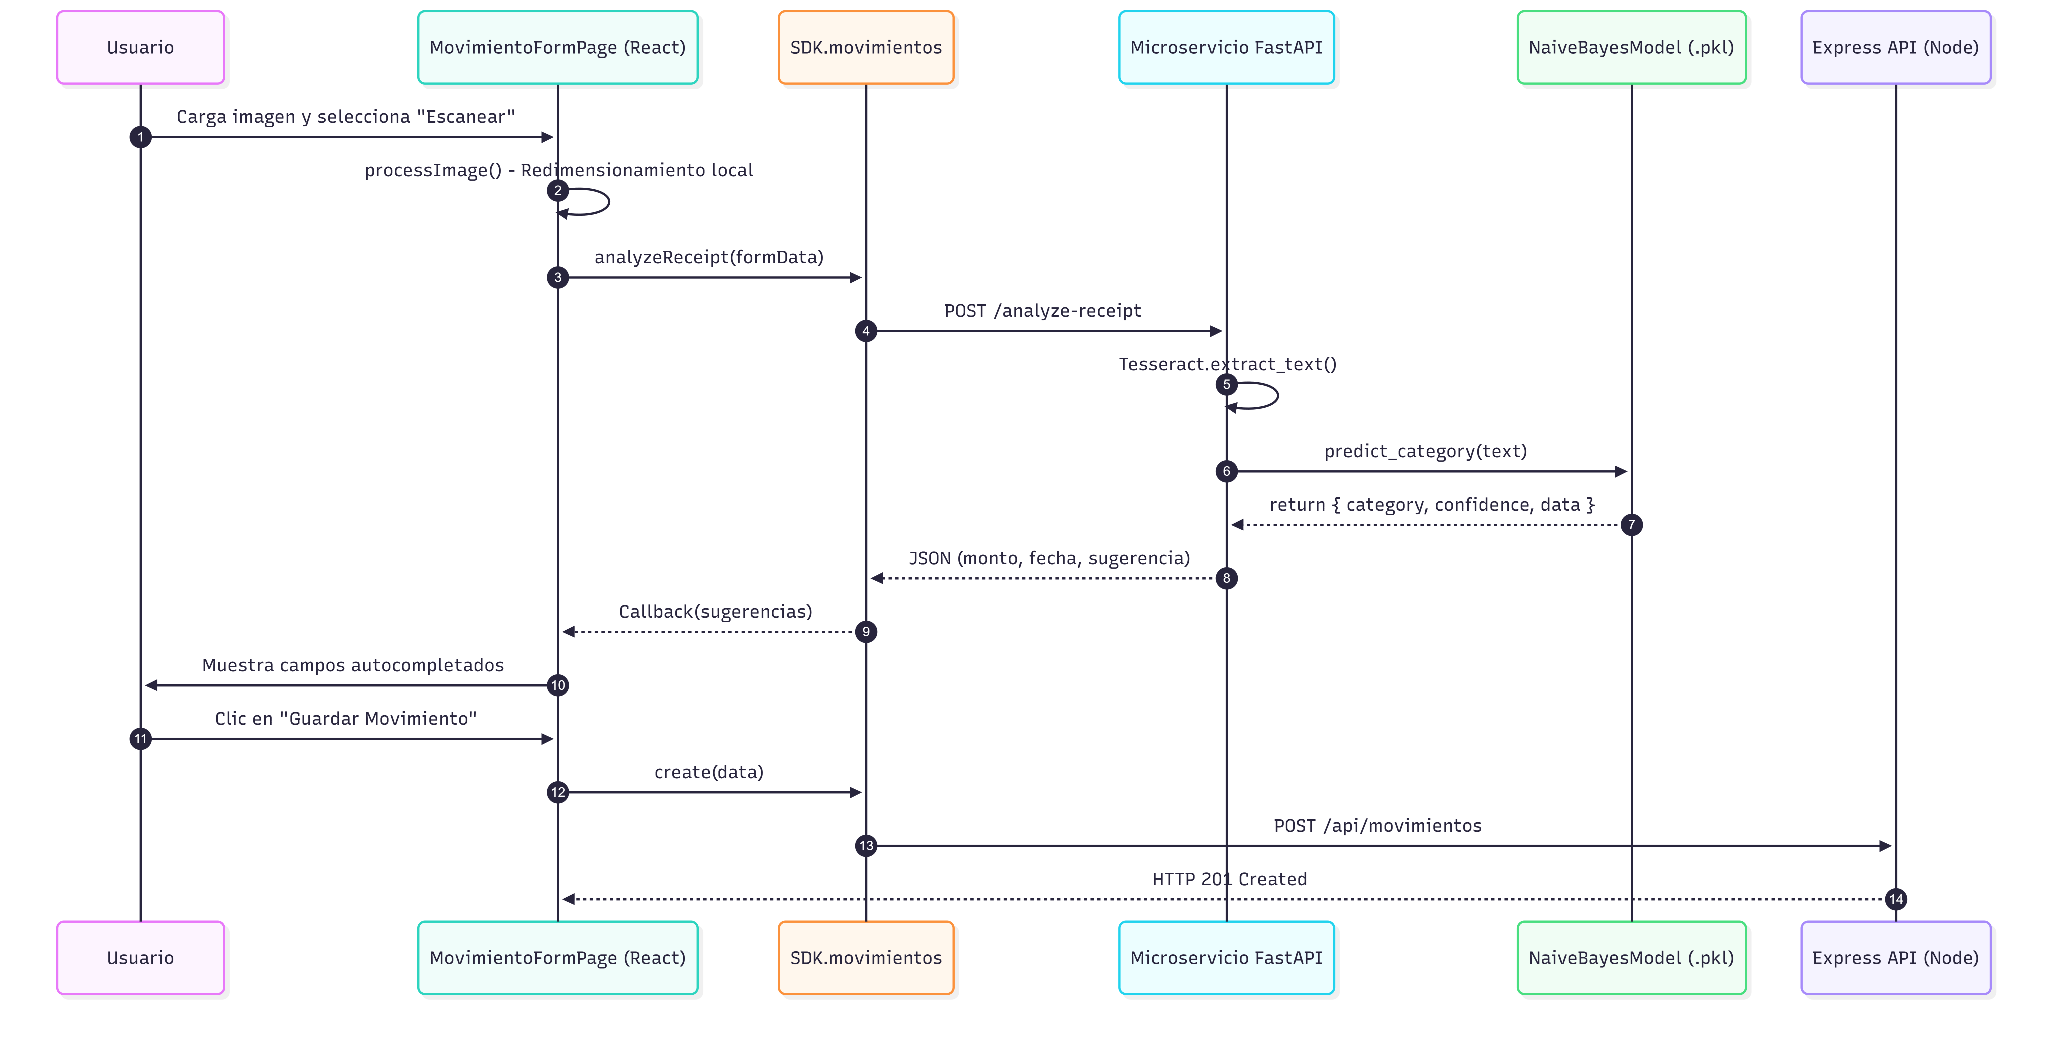 Usuario
MovimientoFormPage (React)
SDK.movimientos
Microservicio FastAPI
NaiveBayesModel (.pkl)
Express API (Node)
Carga imagen y selecciona "Escanear"
1
processImage() - Redimensionamiento local
2
analyzeReceipt(formData)
3
POST /analyze-receipt
4
Tesseract.extract_text()
5
predict_category(text)
6
return { category, confidence, data }
7
JSON (monto, fecha, sugerencia)
8
Callback(sugerencias)
9
Muestra campos autocompletados
10
Clic en "Guardar Movimiento"
11
create(data)
12
POST /api/movimientos
13
HTTP 201 Created
14
Usuario
MovimientoFormPage (React)
SDK.movimientos
Microservicio FastAPI
NaiveBayesModel (.pkl)
Express API (Node)